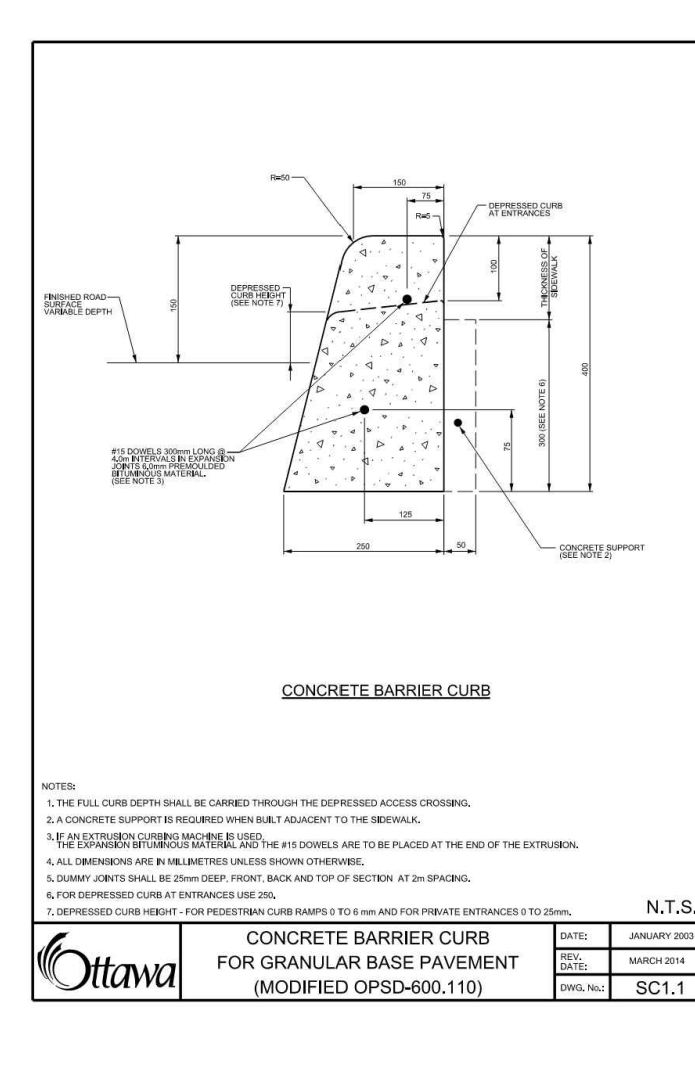 R=50
150
75
R=5
DEPRESSED CURB
AT ENTRANCES
100
THICKNESS OF
SIDEWALK
DEPRESSED
CURB HEIGHT
(SEE NOTE 7)
FINISHED ROAD
SURFACE
VARIABLE DEPTH
150
400
300 (SEE NOTE 6)
75
#15 DOWELS 300mm LONG @
4.0m INTERVALS IN EXPANSION
JOINTS 6.0mm PREMOULDED
BITUMINOUS MATERIAL.
(SEE NOTE 3)
125
250
50
CONCRETE SUPPORT
(SEE NOTE 2)
CONCRETE BARRIER CURB
NOTES:
1. THE FULL CURB DEPTH SHALL BE CARRIED THROUGH THE DEPRESSED ACCESS CROSSING.
2. A CONCRETE SUPPORT IS REQUIRED WHEN BUILT ADJACENT TO THE SIDEWALK.
3. IF AN EXTRUSION CURBING MACHINE IS USED,
THE EXPANSION BITUMINOUS MATERIAL AND THE #15 DOWELS ARE TO BE PLACED AT THE END OF THE EXTRUSION.
4. ALL DIMENSIONS ARE IN MILLIMETRES UNLESS SHOWN OTHERWISE.
5. DUMMY JOINTS SHALL BE 25mm DEEP, FRONT, BACK AND TOP OF SECTION AT 2m SPACING.
6. FOR DEPRESSED CURB AT ENTRANCES USE 250.
7. DEPRESSED CURB HEIGHT - FOR PEDESTRIAN CURB RAMPS 0 TO 6 mm AND FOR PRIVATE ENTRANCES 0 TO 25mm.
N.T.S.
Ottawa
CONCRETE BARRIER CURB
FOR GRANULAR BASE PAVEMENT
(MODIFIED OPSD-600.110)
DATE: JANUARY 2003
REV.
DATE: MARCH 2014
DWG. No.: SC1.1